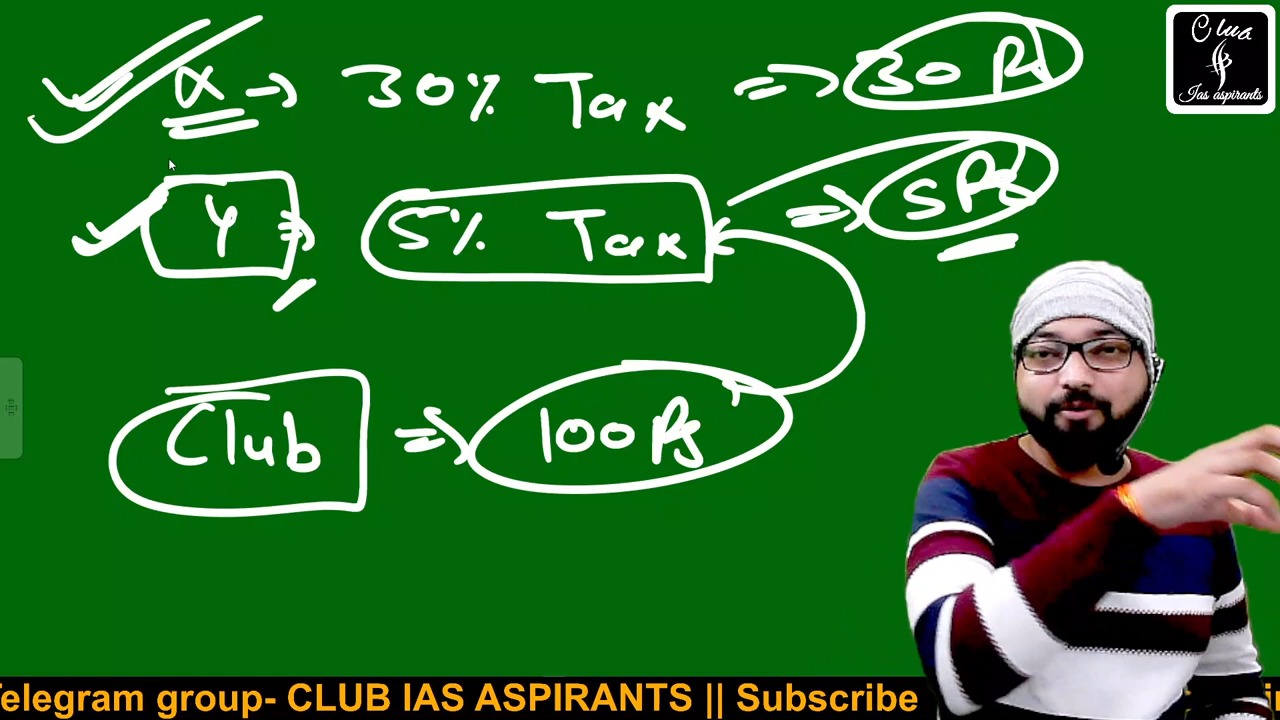 Club
Ias aspirants
x → 30% Tax => 30 Rs
Y => 5% Tax => 5 Rs
Club => 100 Rs
Telegram group- CLUB IAS ASPIRANTS || Subscribe